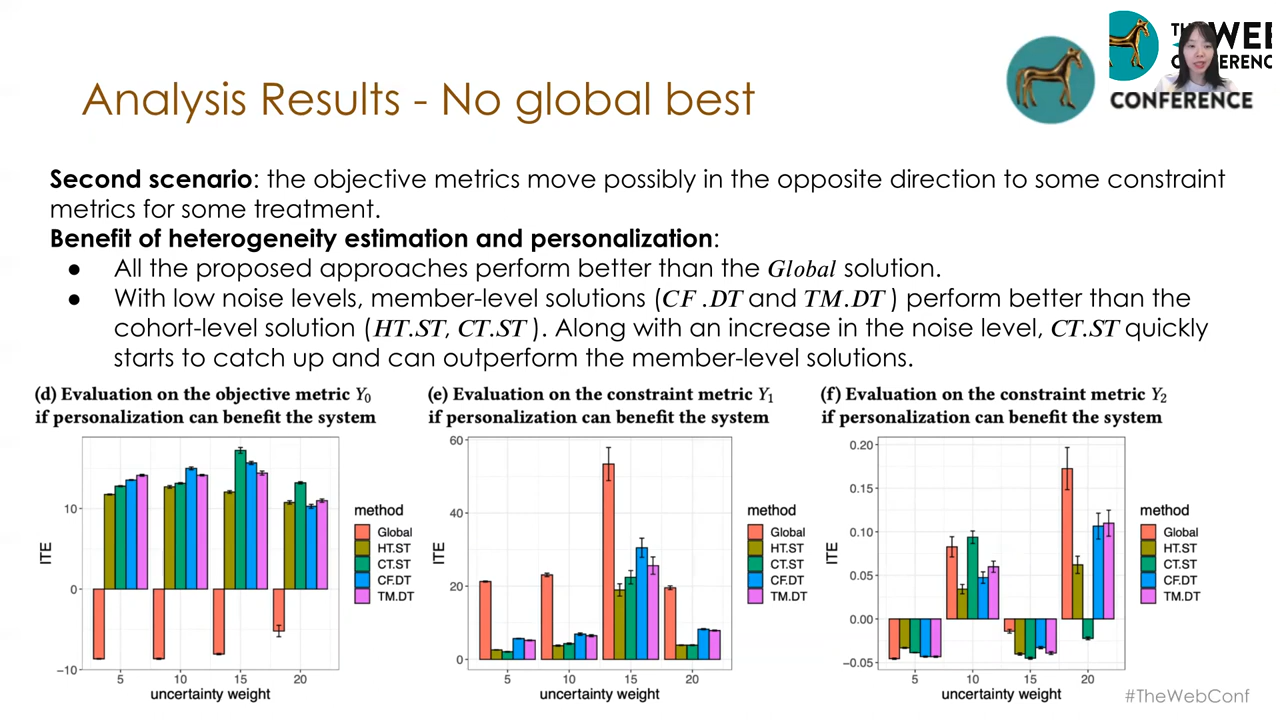 THE WEB
CONFERENCE
CONFERENCE
Analysis Results - No global best
Second scenario: the objective metrics move possibly in the opposite direction to some constraint
metrics for some treatment.
Benefit of heterogeneity estimation and personalization:
● All the proposed approaches perform better than the Global solution.
● With low noise levels, member-level solutions (CF .DT and TM.DT ) perform better than the
cohort-level solution (HT.ST, CT.ST ). Along with an increase in the noise level, CT.ST quickly
starts to catch up and can outperform the member-level solutions.
(d) Evaluation on the objective metric Y0
if personalization can benefit the system
10
0
−10
ITE
5 10 15 20
uncertainty weight
method
Global
HT.ST
CT.ST
CF.DT
TM.DT
(e) Evaluation on the constraint metric Y1
if personalization can benefit the system
60
40
20
0
ITE
5 10 15 20
uncertainty weight
method
Global
HT.ST
CT.ST
CF.DT
TM.DT
(f) Evaluation on the constraint metric Y2
if personalization can benefit the system
0.20
0.15
0.10
0.05
0.00
−0.05
ITE
5 10 15 20
uncertainty weight
method
Global
HT.ST
CT.ST
CF.DT
TM.DT
#TheWebConf